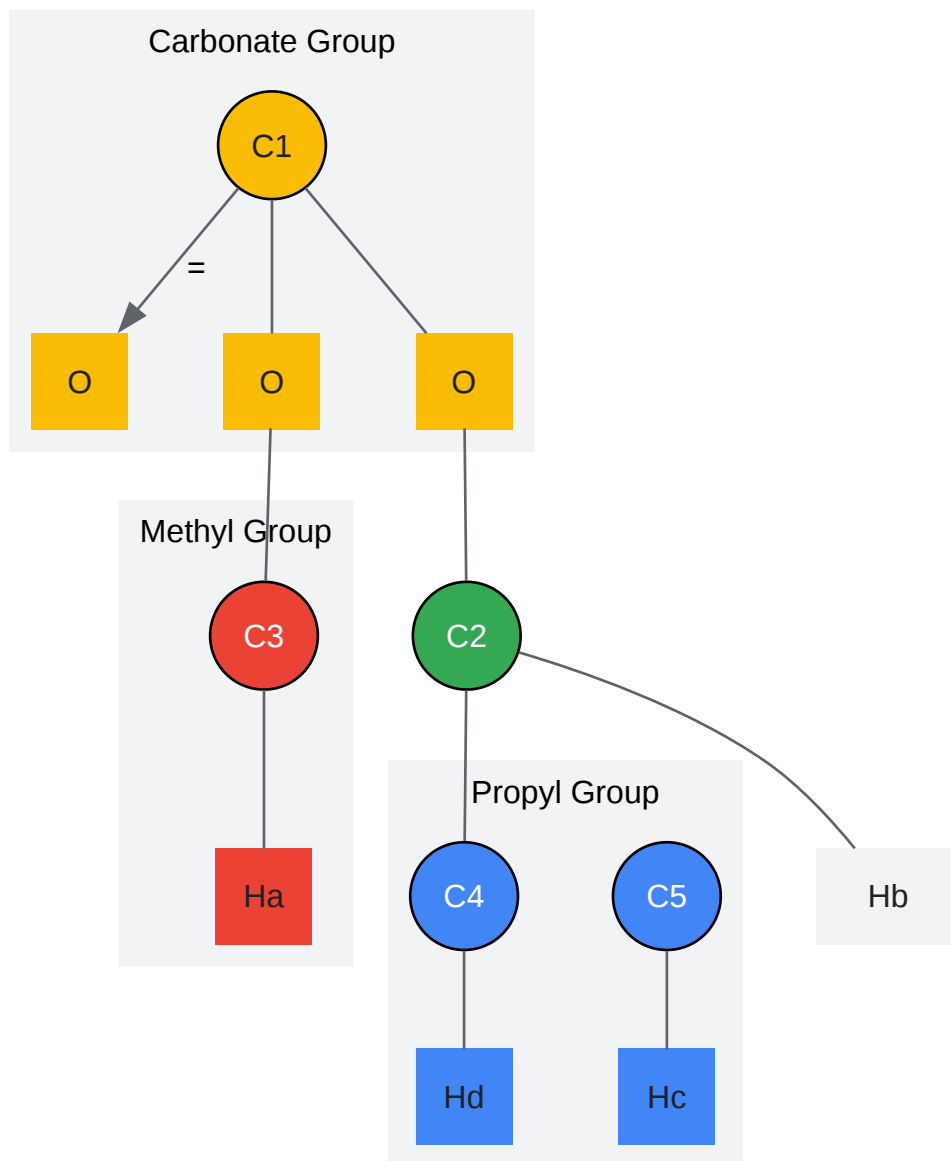 Carbonate Group
C1
=
O
O
O
Methyl Group
C3
C2
Propyl Group
Ha
C4
C5
Hb
Hd
Hc